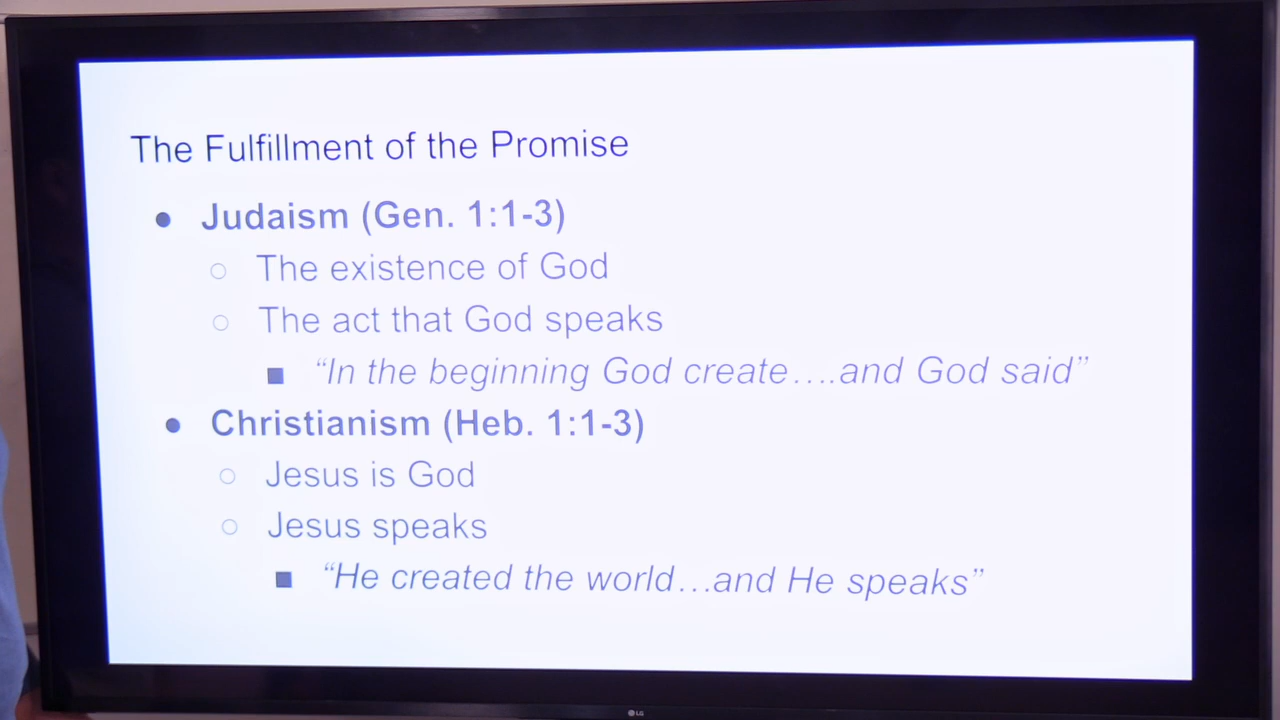 The Fulfillment of the Promise
● Judaism (Gen. 1:1-3)
○ The existence of God
○ The act that God speaks
■ “In the beginning God create….and God said”
● Christianism (Heb. 1:1-3)
○ Jesus is God
○ Jesus speaks
■ “He created the world…and He speaks”
LG